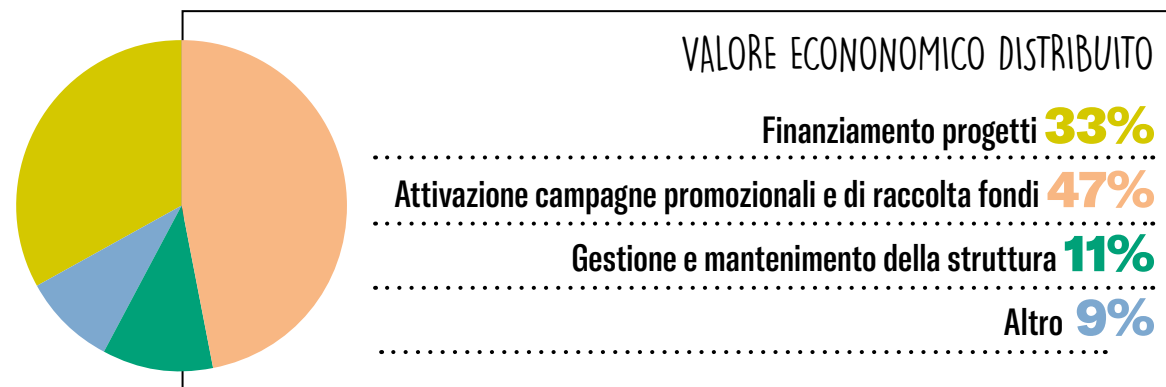 VALORE ECONONOMICO DISTRIBUITO
Finanziamento progetti 33%
Attivazione campagne promozionali e di raccolta fondi 47%
Gestione e mantenimento della struttura 11%
Altro 9%